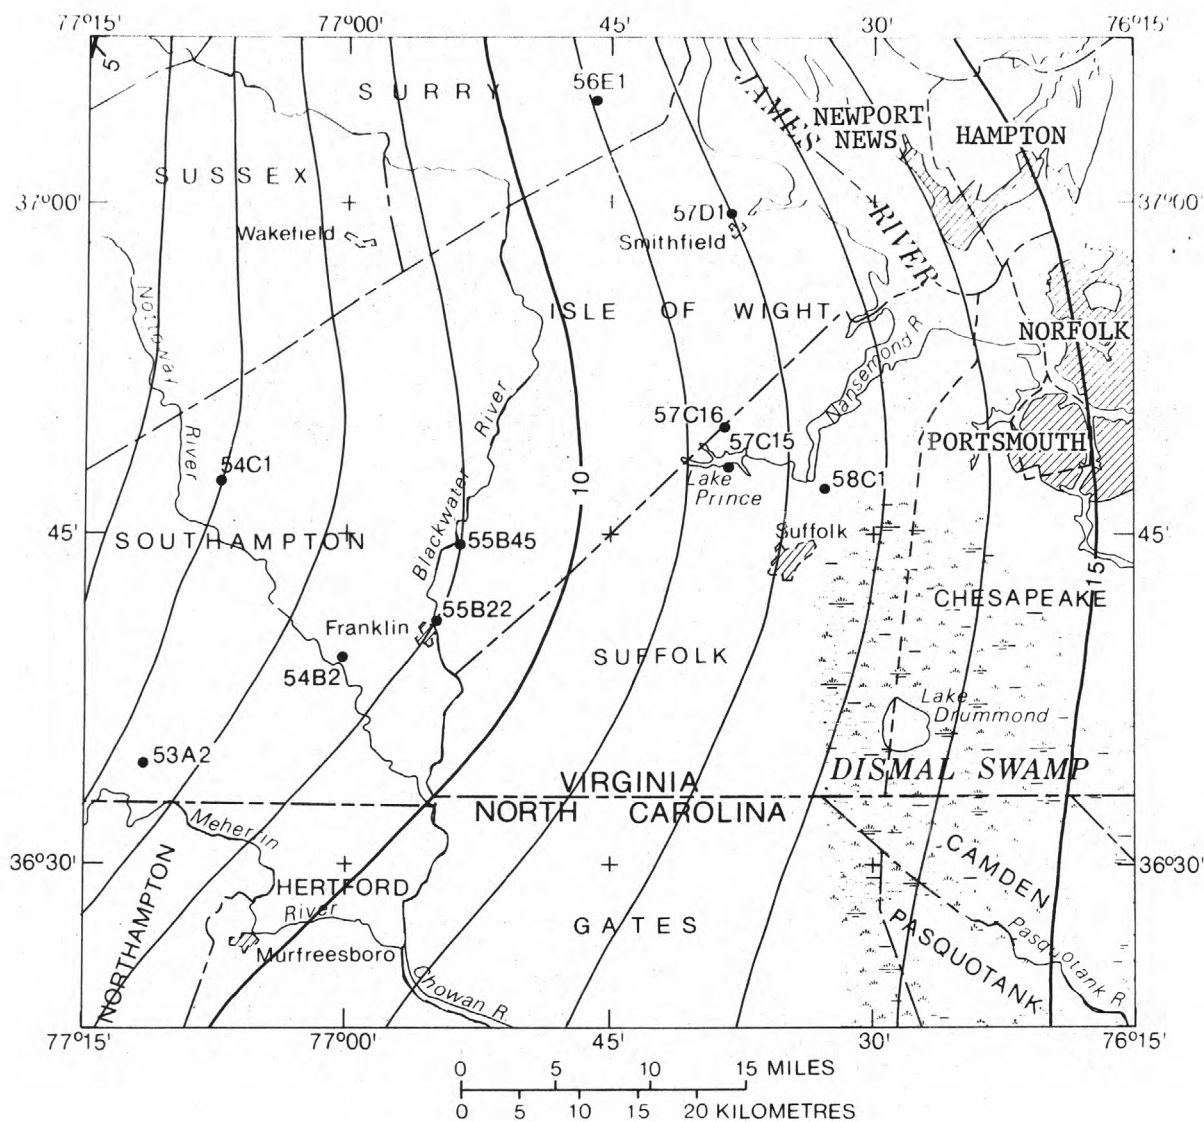 77°15'
77°00'
45'
30'
76°15'
5
SURRY
56E1
JAMES RIVER
NEWPORT
NEWS
HAMPTON
SUSSEX
37°00'
37°00'
57D1
Wakefield
Smithfield
Nottoway River
ISLE OF WIGHT
NORFOLK
Nansemond R
Blackwater River
57C16
57C15
PORTSMOUTH
54C1
10
Lake
Prince
58C1
45'
SOUTHAMPTON
55B45
Suffolk
45'
15
55B22
CHESAPEAKE
Franklin
54B2
SUFFOLK
Lake
Drummond
53A2
VIRGINIA
DISMAL SWAMP
NORTH CAROLINA
Meherrin River
36°30'
CAMDEN
36°30'
HERTFORD
NORTHAMPTON
GATES
PASQUOTANK
Pasquotank R
Murfreesboro
Chowan R
77°15'
77°00'
45'
30'
76°15'
0 5 10 15 MILES
0 5 10 15 20 KILOMETRES